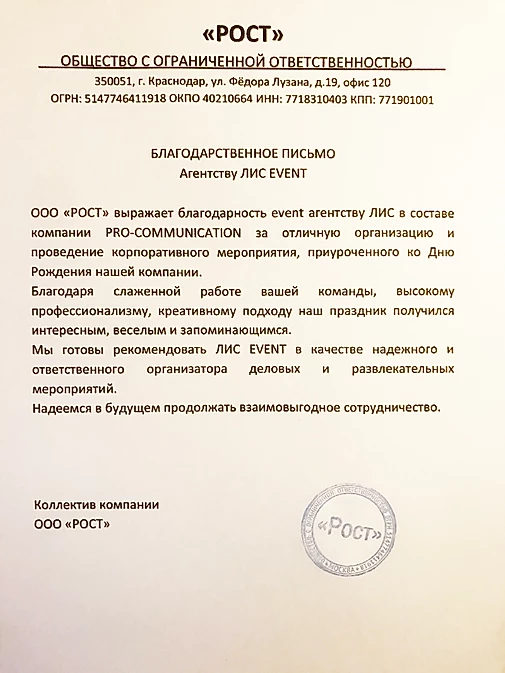 «РОСТ»
ОБЩЕСТВО С ОГРАНИЧЕННОЙ ОТВЕТСТВЕННОСТЬЮ
350051, г. Краснодар, ул. Фёдора Лузана, д.19, офис 120
ОГРН: 5147746411918 ОКПО 40210664 ИНН: 7718310403 КПП: 771901001
БЛАГОДАРСТВЕННОЕ ПИСЬМО
Агентству ЛИС EVENT
ООО «РОСТ» выражает благодарность event агентству ЛИС в составе
компании PRO-COMMUNICATION за отличную организацию и
проведение корпоративного мероприятия, приуроченного ко Дню
Рождения нашей компании.
Благодаря слаженной работе вашей команды, высокому
профессионализму, креативному подходу наш праздник получился
интересным, веселым и запоминающимся.
Мы готовы рекомендовать ЛИС EVENT в качестве надежного и
ответственного организатора деловых и развлекательных
мероприятий.
Надеемся в будущем продолжать взаимовыгодное сотрудничество.
Коллектив компании
ООО «РОСТ»
«Рост»
МОСКВА